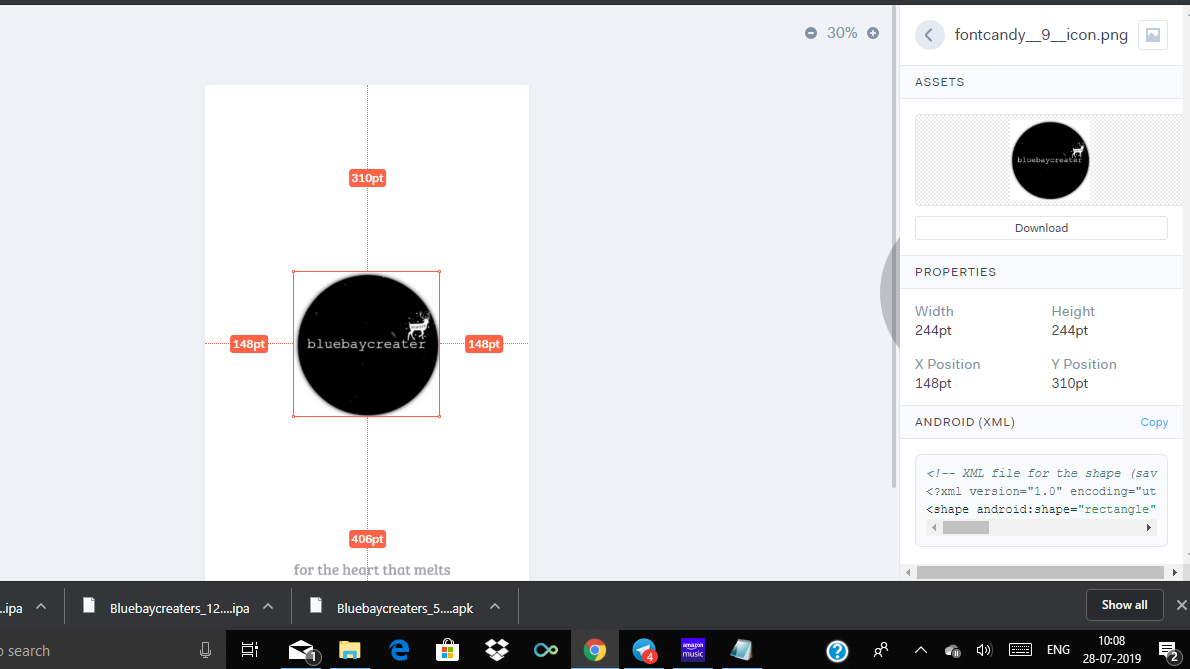 30%
fontcandy__9__icon.png
ASSETS
bluebaycreater
Download
PROPERTIES
Width
Height
244pt
244pt
X Position
Y Position
148pt
310pt
ANDROID (XML)
Copy
<!-- XML file for the shape (sav
<?xml version="1.0" encoding="ut
<shape android:shape="rectangle"
310pt
148pt
bluebaycreater
148pt
406pt
for the heart that melts
...ipa
Bluebaycreaters_12....ipa
Bluebaycreaters_5....apk
Show all
search
1
4
amazon music
ENG
10:08
28-07-2019
2